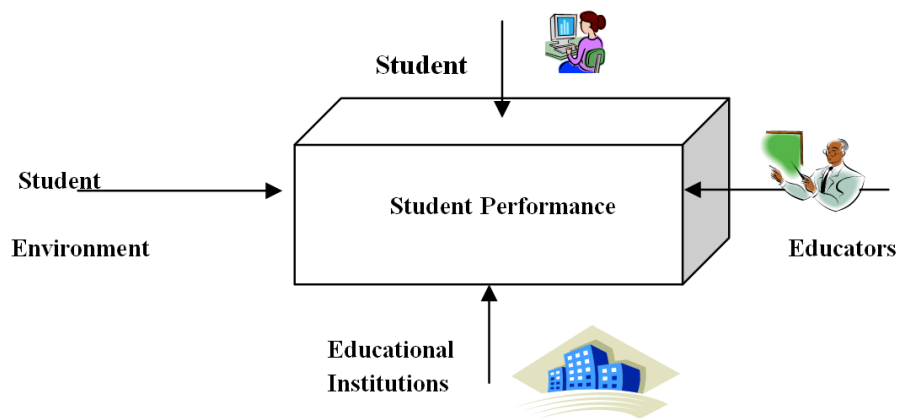 Student
Student
Environment
Student Performance
Educators
Educational
Institutions